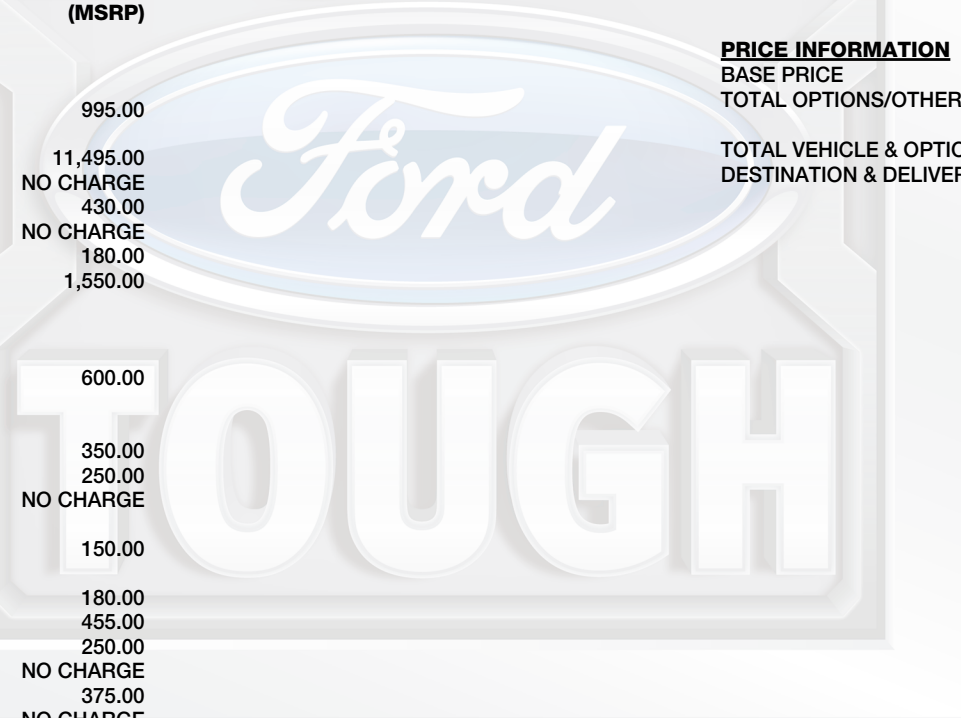 (MSRP)
995.00
11,495.00
NO CHARGE
430.00
NO CHARGE
180.00
1,550.00
600.00
350.00
250.00
NO CHARGE
150.00
180.00
455.00
250.00
NO CHARGE
375.00
NO CHARGE
PRICE INFORMATION
BASE PRICE
TOTAL OPTIONS/OTHER
TOTAL VEHICLE & OPTIO
DESTINATION & DELIVER
Ford
TOUGH